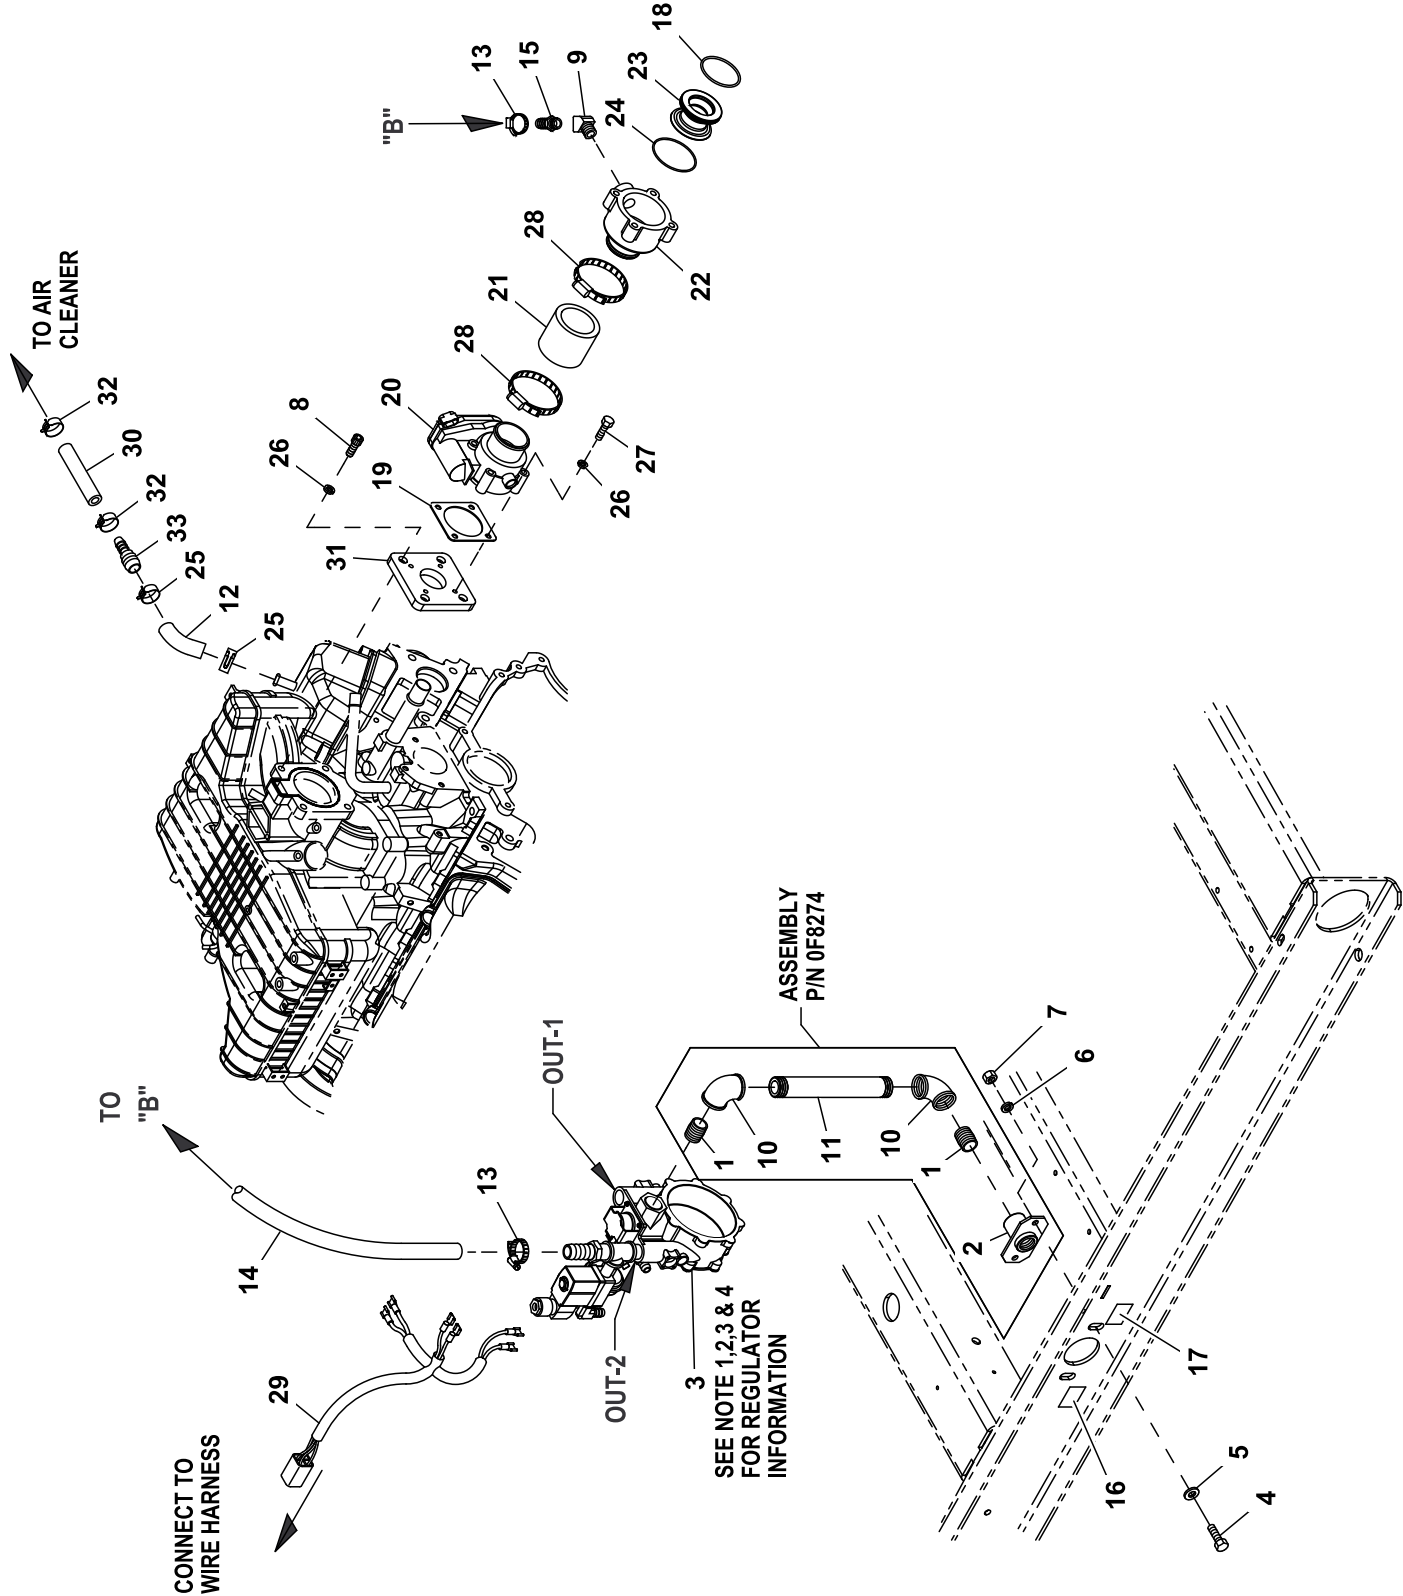 TO AIR
CLEANER
"B"
13
15
9
18
23
24
22
28
21
28
20
8
26
19
31
27
26
32
30
32
33
25
12
25
TO
"B"
14
13
29
CONNECT TO
WIRE HARNESS
OUT-1
OUT-2
3
SEE NOTE 1,2,3 & 4
FOR REGULATOR
INFORMATION
ASSEMBLY
P/N 0F8274
1
10
11
10
1
2
7
6
17
16
5
4